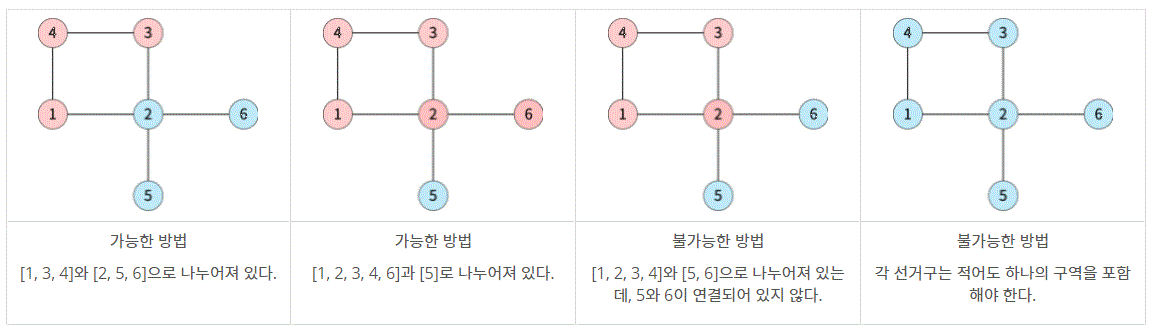 4 3
1 2 6
5
가능한 방법
[1, 3, 4]와 [2, 5, 6]으로 나누어져 있다.
4 3
1 2 6
5
가능한 방법
[1, 2, 3, 4, 6]과 [5]로 나누어져 있다.
4 3
1 2 6
5
불가능한 방법
[1, 2, 3, 4]와 [5, 6]으로 나누어져 있는
데, 5와 6이 연결되어 있지 않다.
4 3
1 2 6
5
불가능한 방법
각 선거구는 적어도 하나의 구역을 포함
해야 한다.